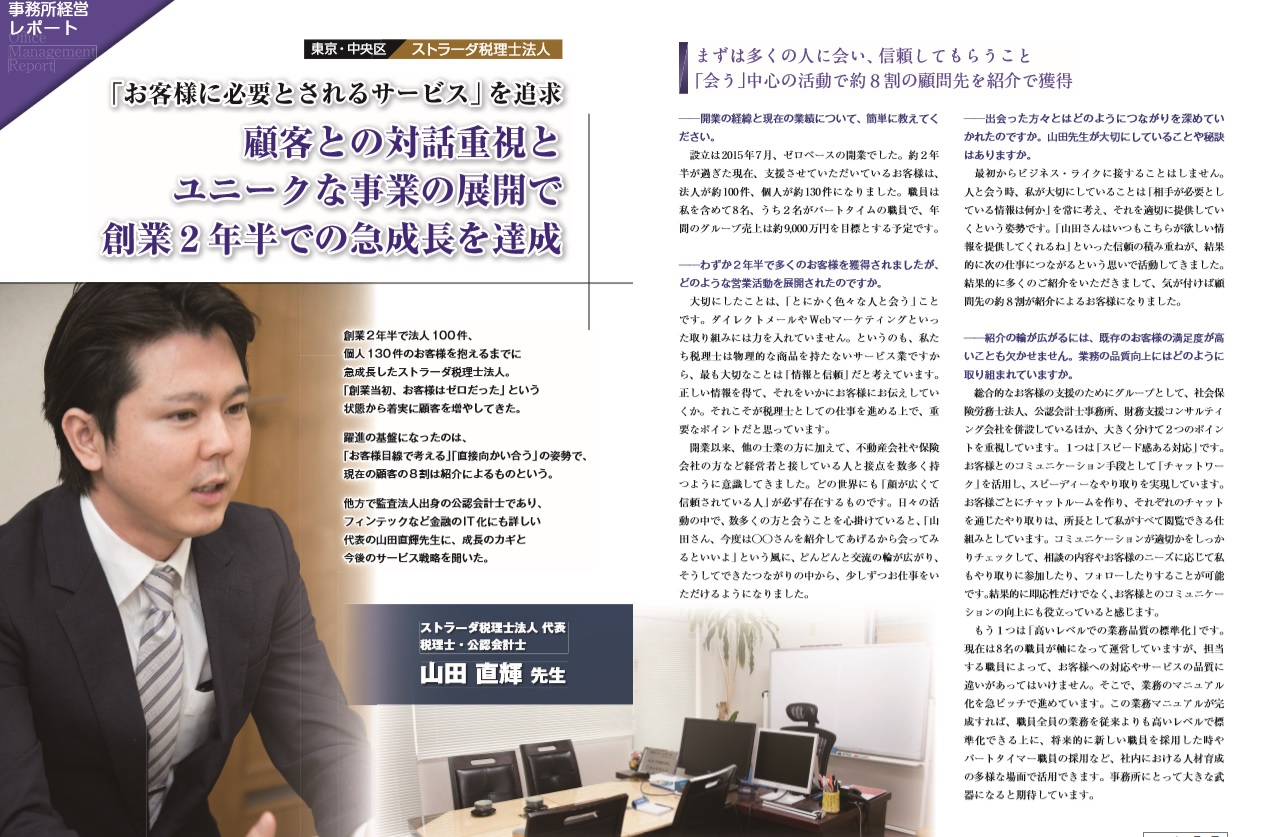 事務所経営
レポート
Office
Management
Report
東京・中央区 ストラーダ税理士法人
「お客様に必要とされるサービス」を追求
顧客との対話重視と
ユニークな事業の展開で
創業２年半での急成長を達成
創業２年半で法人100件、
個人130件のお客様を抱えるまでに
急成長したストラーダ税理士法人。
「創業当初、お客様はゼロだった」という
状態から着実に顧客を増やしてきた。
躍進の基盤になったのは、
「お客様目線で考える」「直接向かい合う」の姿勢で、
現在の顧客の８割は紹介によるものという。
他方で監査法人出身の公認会計士であり、
フィンテックなど金融のIT化にも詳しい
代表の山田直輝先生に、成長のカギと
今後のサービス戦略を聞いた。
ストラーダ税理士法人 代表
税理士・公認会計士
山田 直輝 先生
まずは多くの人に会い、信頼してもらうこと
「会う」中心の活動で約８割の顧問先を紹介で獲得
――開業の経緯と現在の業績について、簡単に教えてく
ださい。
設立は2015年７月、ゼロベースの開業でした。約２年
半が過ぎた現在、支援させていただいているお客様は、
法人が約100件、個人が約130件になりました。職員は
私を含めて8名、うち２名がパートタイムの職員で、年
間のグループ売上は約9,000万円を目標とする予定です。
――わずか２年半で多くのお客様を獲得されましたが、
どのような営業活動を展開されたのですか。
大切にしたことは、「とにかく色々な人と会う」こと
です。ダイレクトメールやWebマーケティングといっ
た取り組みには力を入れていません。というのも、私た
ち税理士は物理的な商品を持たないサービス業ですか
ら、最も大切なことは「情報と信頼」だと考えています。
正しい情報を得て、それをいかにお客様にお伝えしてい
くか。それこそが税理士としての仕事を進める上で、重
要なポイントだと思っています。
開業以来、他の士業の方に加えて、不動産会社や保険
会社の方など経営者と接している人と接点を数多く持
つように意識してきました。どの世界にも「顔が広くて
信頼されている人」が必ず存在するものです。日々の活
動の中で、数多くの方と会うことを心掛けていると、「山
田さん、今度は〇〇さんを紹介してあげるから会ってみ
るといいよ」という風に、どんどんと交流の輪が広がり、
そうしてできたつながりの中から、少しずつお仕事をい
ただけるようになりました。
――出会った方々とはどのようにつながりを深めてい
かれたのですか。山田先生が大切にしていることや秘訣
はありますか。
最初からビジネス・ライクに接することはしません。
人と会う時、私が大切にしていることは「相手が必要とし
ている情報は何か」を常に考え、それを適切に提供してい
くという姿勢です。「山田さんはいつもこちらが欲しい情
報を提供してくれるね」といった信頼の積み重ねが、結果
的に次の仕事につながるという思いで活動してきました。
結果的に多くのご紹介をいただきまして、気が付けば顧
問先の約８割が紹介によるお客様になりました。
――紹介の輪が広がるには、既存のお客様の満足度が高
いことも欠かせません。業務の品質向上にはどのように
取り組まれていますか。
総合的なお客様の支援のためにグループとして、社会保
険労務士法人、公認会計士事務所、財務支援コンサルティ
ング会社を併設しているほか、大きく分けて２つのポイン
トを重視しています。１つは「スピード感ある対応」です。
お客様とのコミュニケーション手段として「チャットワー
ク」を活用し、スピーディーなやり取りを実現しています。
お客様ごとにチャットルームを作り、それぞれのチャット
を通じたやり取りは、所長として私がすべて閲覧できる仕
組みとしています。コミュニケーションが適切かをしっか
りチェックして、相談の内容やお客様のニーズに応じて私
もやり取りに参加したり、フォローしたりすることが可能
です。結果的に即応性だけでなく、お客様とのコミュニケー
ションの向上にも役立っていると感じます。
もう１つは「高いレベルでの業務品質の標準化」です。
現在は8名の職員が軸になって運営していますが、担当
する職員によって、お客様への対応やサービスの品質に
違いがあってはいけません。そこで、業務のマニュアル
化を急ピッチで進めています。この業務マニュアルが完
成すれば、職員全員の業務を従来よりも高いレベルで標
準化できる上に、将来的に新しい職員を採用した時や
パートタイマー職員の採用など、社内における人材育成
の多様な場面で活用できます。事務所にとって大きな武
器になると期待しています。